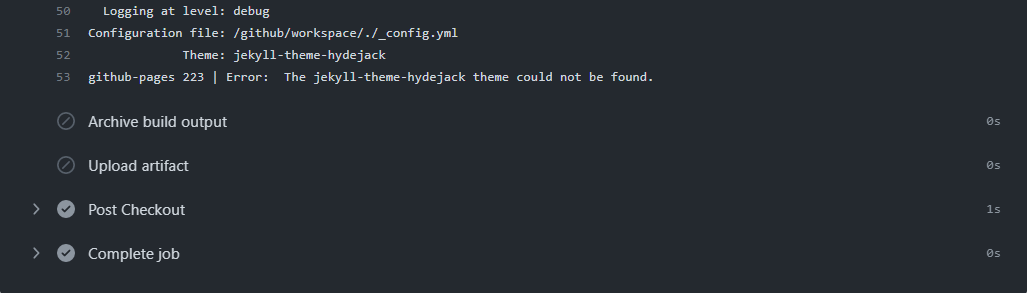 50 Logging at level: debug
51 Configuration file: /github/workspace/./_config.yml
52 Theme: jekyll-theme-hydejack
53 github-pages 223 | Error:  The jekyll-theme-hydejack theme could not be found.
Archive build output 0s
Upload artifact 0s
Post Checkout 1s
Complete job 0s